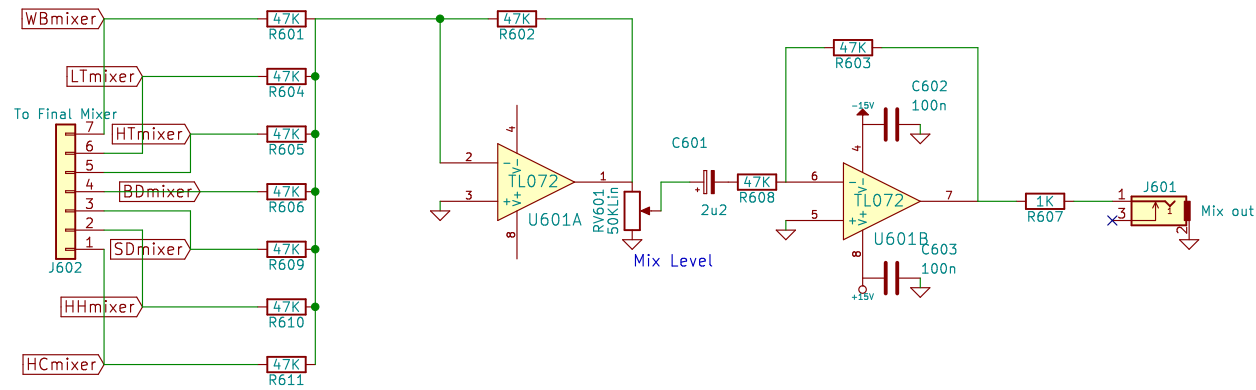 WBmixer
47K
R601
47K
R602
47K
R603
LTmixer
47K
R604
-15V
C602
100n
To Final Mixer
7
HTmixer
47K
R605
4
4
6
C601
5
2
-
V-
TL072
1
3
+
V+
U601A
8
RV601
50KLin
+
2u2
47K
R608
6
-
V-
TL072
7
5
+
V+
U601B
8
4
BDmixer
47K
R606
1K
R607
J601
1
3
1
2
Mix out
3
2
1
SDmixer
47K
R609
J602
Mix Level
C603
100n
+15V
HHmixer
47K
R610
HCmixer
47K
R611